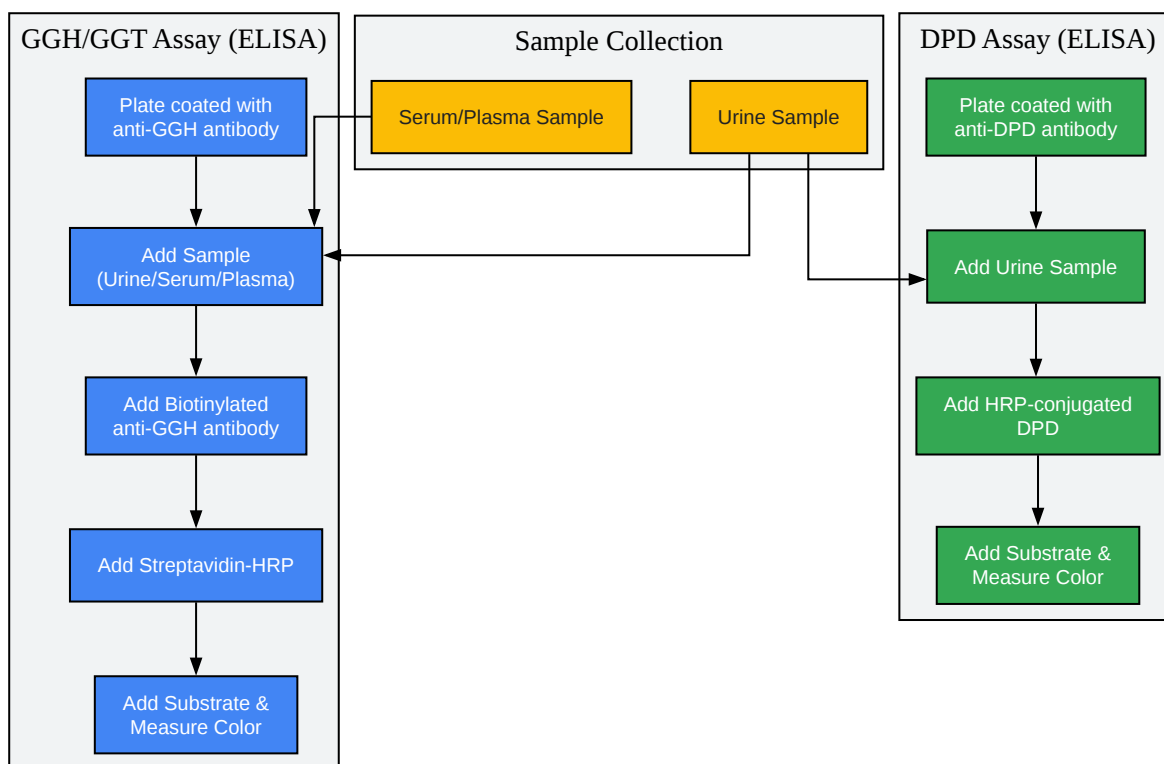 GGH/GGT Assay (ELISA)
Plate coated with
anti-GGH antibody
Add Sample
(Urine/Serum/Plasma)
Add Biotinylated
anti-GGH antibody
Add Streptavidin-HRP
Add Substrate &
Measure Color
Sample Collection
Serum/Plasma Sample
Urine Sample
DPD Assay (ELISA)
Plate coated with
anti-DPD antibody
Add Urine Sample
Add HRP-conjugated
DPD
Add Substrate &
Measure Color